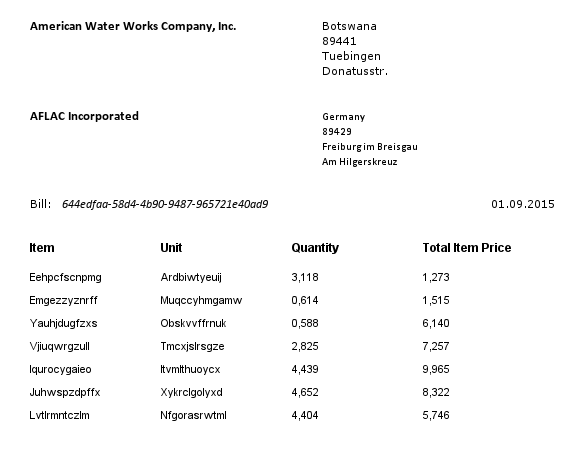 American Water Works Company, Inc.
Botswana
89441
Tuebingen
Donatusstr.
AFLAC Incorporated
Germany
89429
Freiburg im Breisgau
Am Hilgerskreuz
Bill: 644edfaa-58d4-4b90-9487-965721e40ad9 01.09.2015
Item Unit Quantity Total Item Price
Eehpcfscnpmg Ardbiwtyeuij 3,118 1,273
Emgezzyznrff Muqccyhmgamw 0,614 1,515
Yauhjdugfzxs Obskvvffrnuk 0,588 6,140
Vjiuqwrgzull Tmcxjslrsgze 2,825 7,257
Iqurocygaieo Itvmlthuoycx 4,439 9,965
Juhwspzdpffx Xykrclgolyxd 4,652 8,322
Lvtlrmntczlm Nfgorasrwtml 4,404 5,746